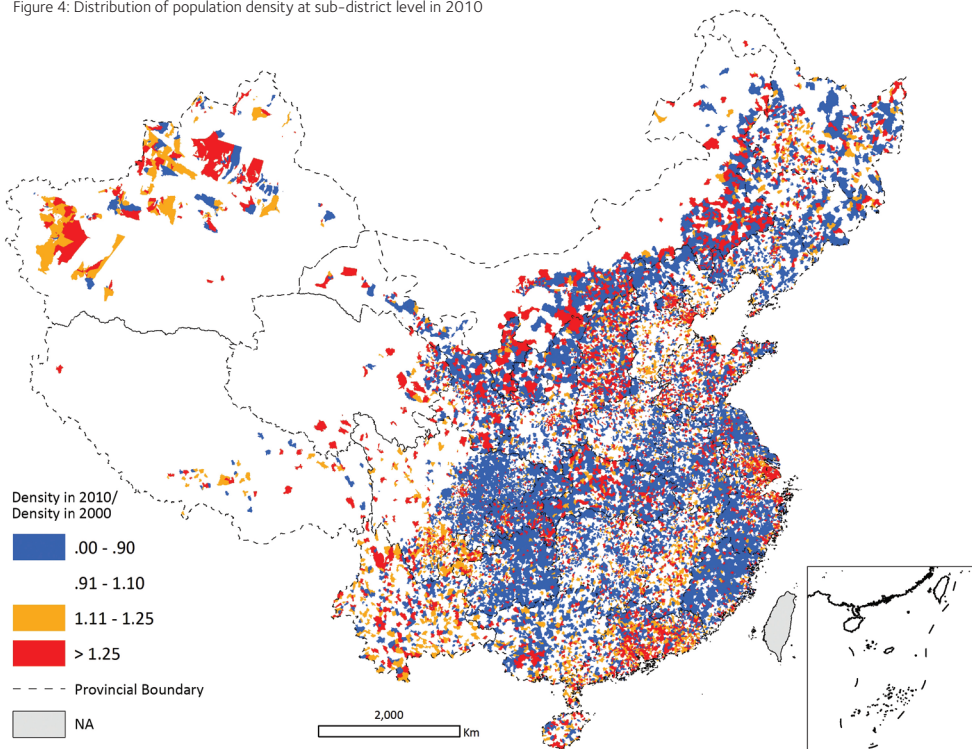 Figure 4: Distribution of population density at sub-district level in 2010
Density in 2010/
Density in 2000
.00 - .90
.91 - 1.10
1.11 - 1.25
> 1.25
Provincial Boundary
NA
2,000
Km